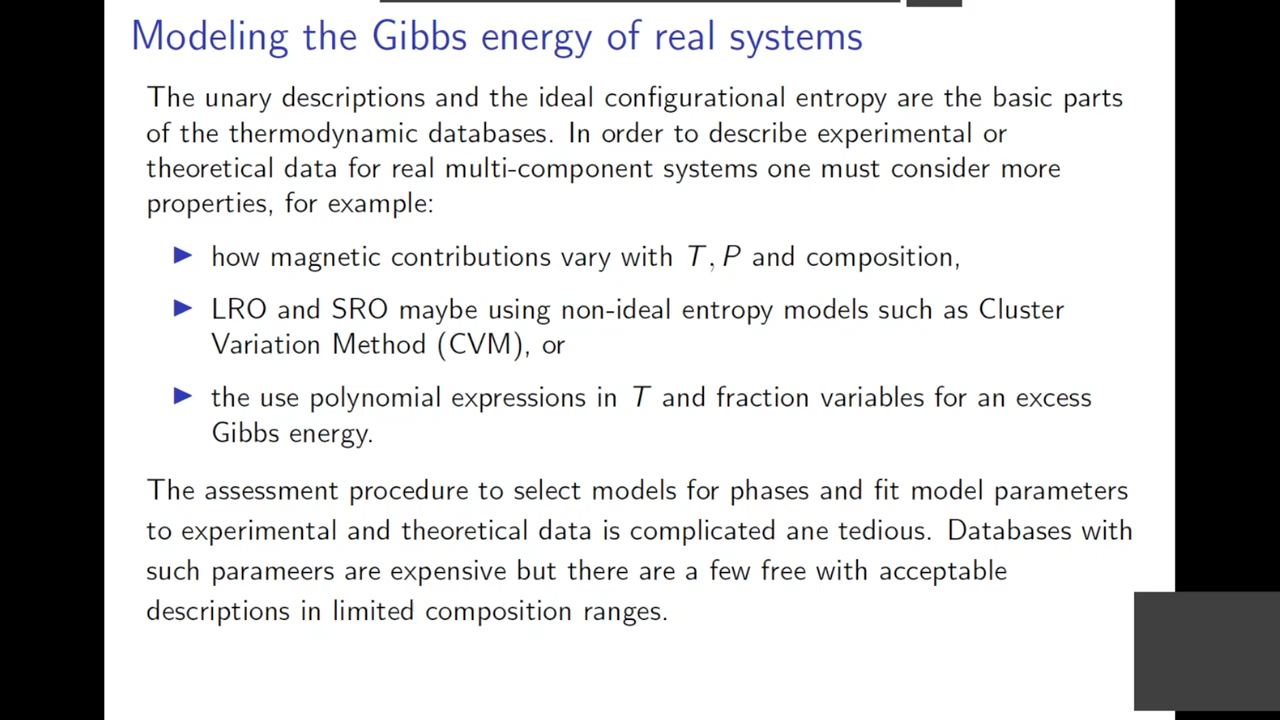 Modeling the Gibbs energy of real systems
The unary descriptions and the ideal configurational entropy are the basic parts
of the thermodynamic databases. In order to describe experimental or
theoretical data for real multi-component systems one must consider more
properties, for example:
▶ how magnetic contributions vary with T, P and composition,
▶ LRO and SRO maybe using non-ideal entropy models such as Cluster
Variation Method (CVM), or
▶ the use polynomial expressions in T and fraction variables for an excess
Gibbs energy.
The assessment procedure to select models for phases and fit model parameters
to experimental and theoretical data is complicated ane tedious. Databases with
such parameers are expensive but there are a few free with acceptable
descriptions in limited composition ranges.